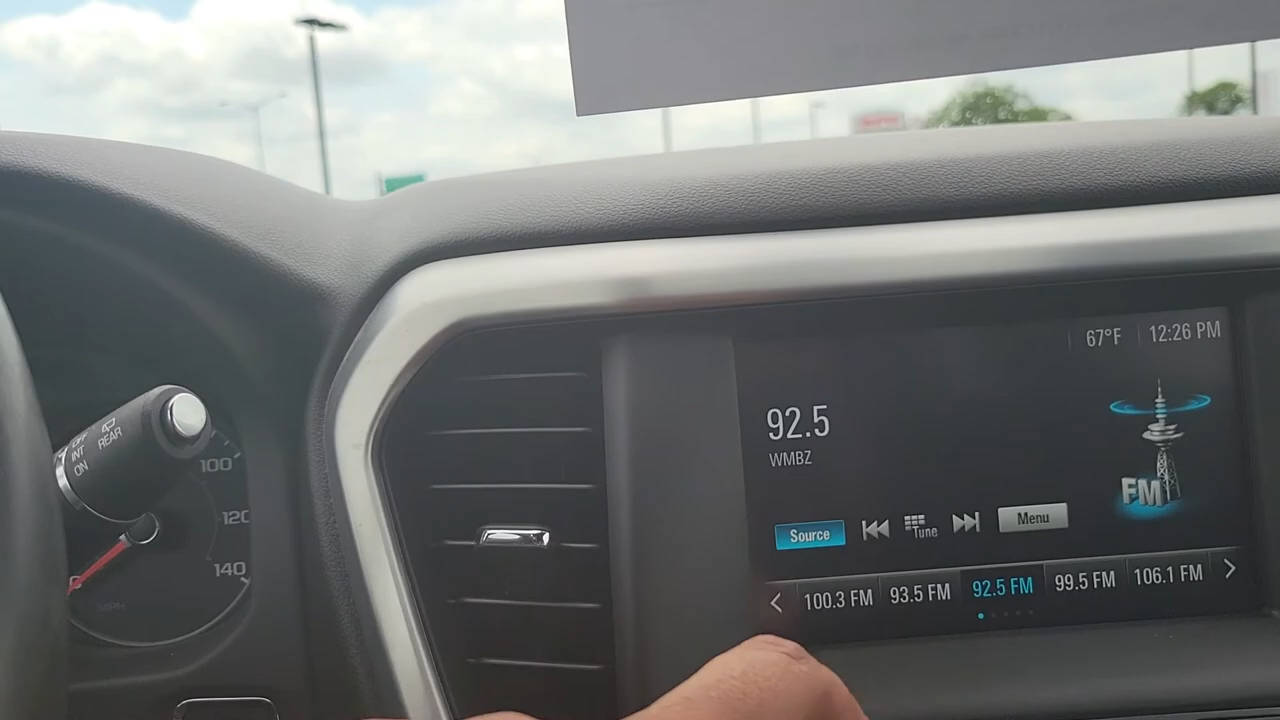 67°F 12:26 PM
92.5
WMBZ
FM
Source Tune Menu
100.3 FM 93.5 FM 92.5 FM 99.5 FM 106.1 FM
OFF
INT
ON
REAR
100
120
140
MPH